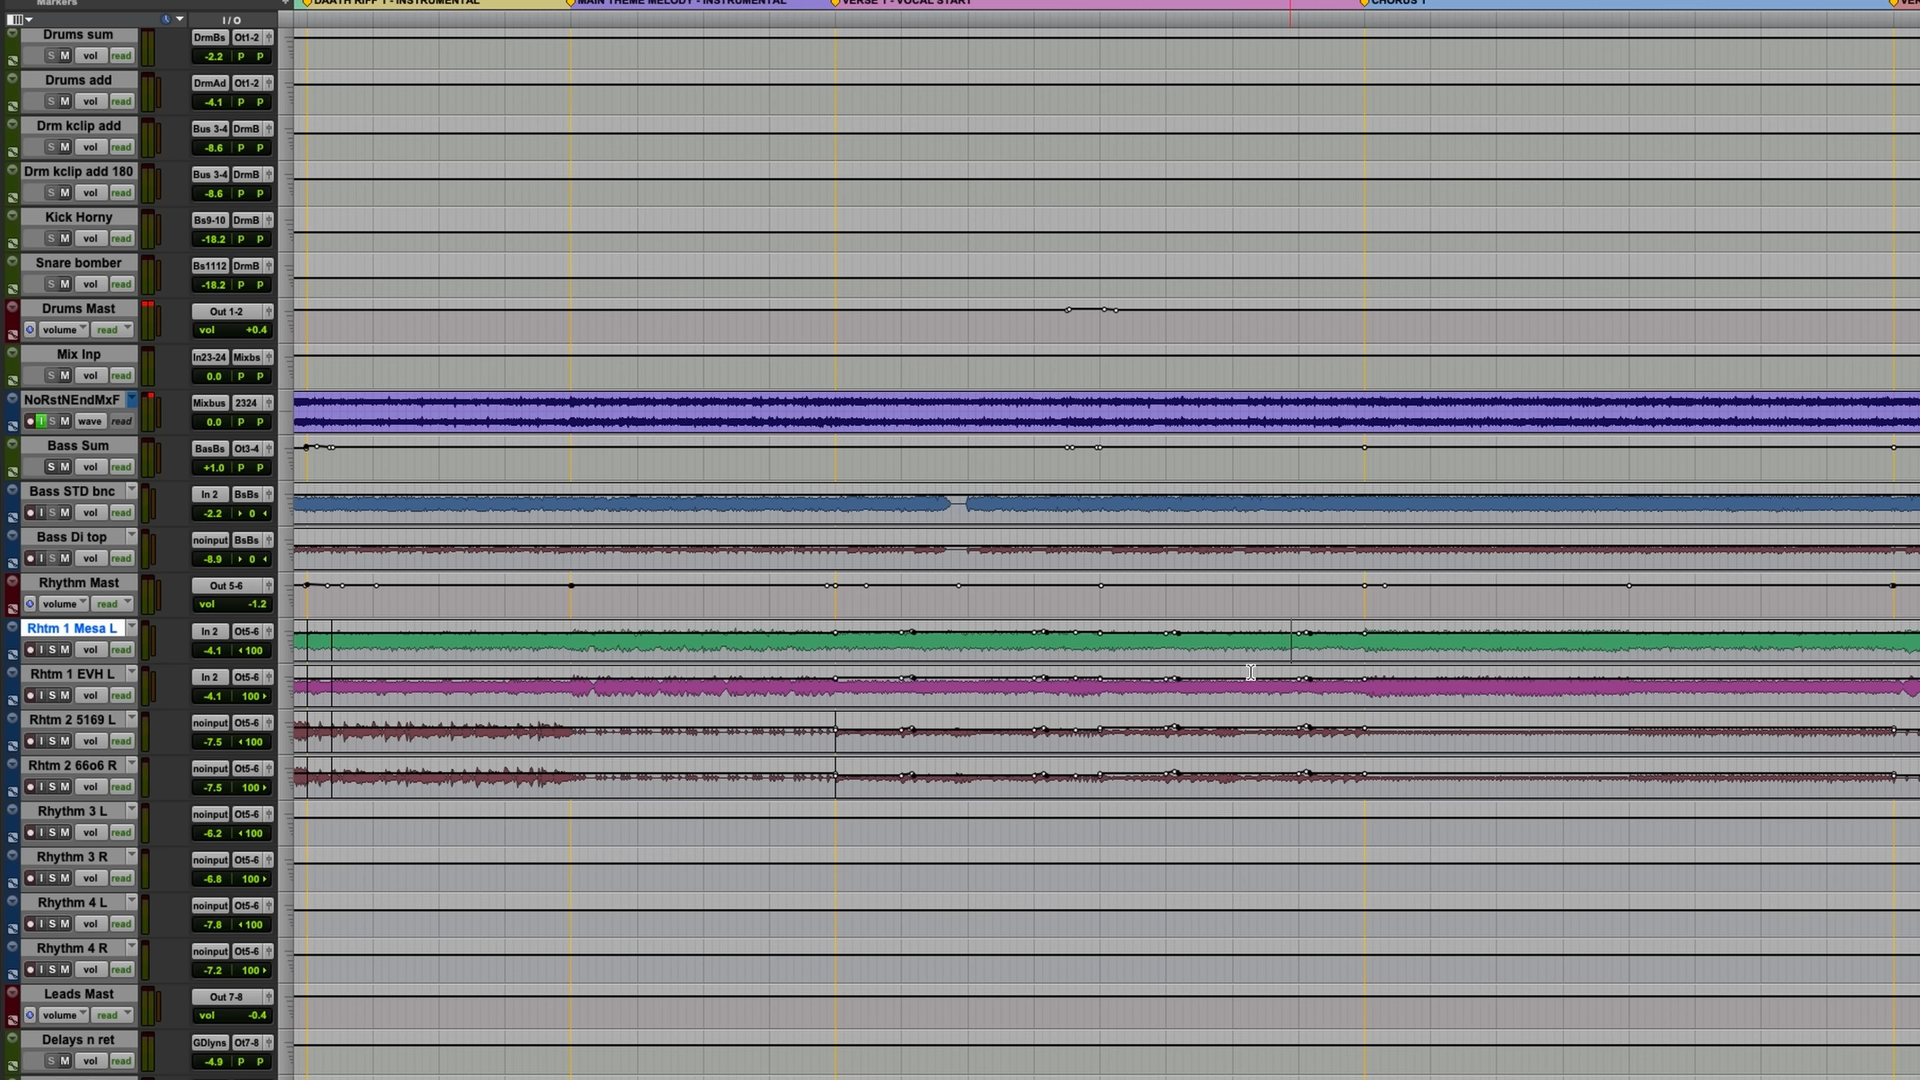 Markers
DAATH RIFF 1 - INSTRUMENTAL
MAIN THEME MELODY - INSTRUMENTAL
VERSE 1 - VOCAL START
CHORUS 1
VER
I / O
Drums sum
DrmBs Ot1-2
S M vol read
-2.2 P P
Drums add
DrmAd Ot1-2
S M vol read
-4.1 P P
Drm kclip add
Bus 3-4 DrmB
S M vol read
-8.6 P P
Drm kclip add 180
Bus 3-4 DrmB
S M vol read
-8.6 P P
Kick Horny
Bs9-10 DrmB
S M vol read
-18.2 P P
Snare bomber
Bs1112 DrmB
S M vol read
-18.2 P P
Drums Mast
Out 1-2
volume read
vol +0.4
Mix Inp
In23-24 Mixbs
S M vol read
0.0 P P
NoRstNEndMxF
Mixbus 2324
I S M wave read
0.0 P P
Bass Sum
BasBs Ot3-4
S M vol read
+1.0 P P
Bass STD bnc
In 2 BsBs
I S M vol read
-2.2 0
Bass Di top
noinput BsBs
I S M vol read
-8.9 0
Rhythm Mast
Out 5-6
volume read
vol -1.2
Rhtm 1 Mesa L
In 2 Ot5-6
I S M vol read
-4.1 100
Rhtm 1 EVH L
In 2 Ot5-6
I S M vol read
-4.1 100
Rhtm 2 5169 L
noinput Ot5-6
I S M vol read
-7.5 100
Rhtm 2 66o6 R
noinput Ot5-6
I S M vol read
-7.5 100
Rhythm 3 L
noinput Ot5-6
I S M vol read
-6.2 100
Rhythm 3 R
noinput Ot5-6
I S M vol read
-6.8 100
Rhythm 4 L
noinput Ot5-6
I S M vol read
-7.8 100
Rhythm 4 R
noinput Ot5-6
I S M vol read
-7.2 100
Leads Mast
Out 7-8
volume read
vol -0.4
Delays n ret
GDlyns Ot7-8
S M vol read
-4.9 P P